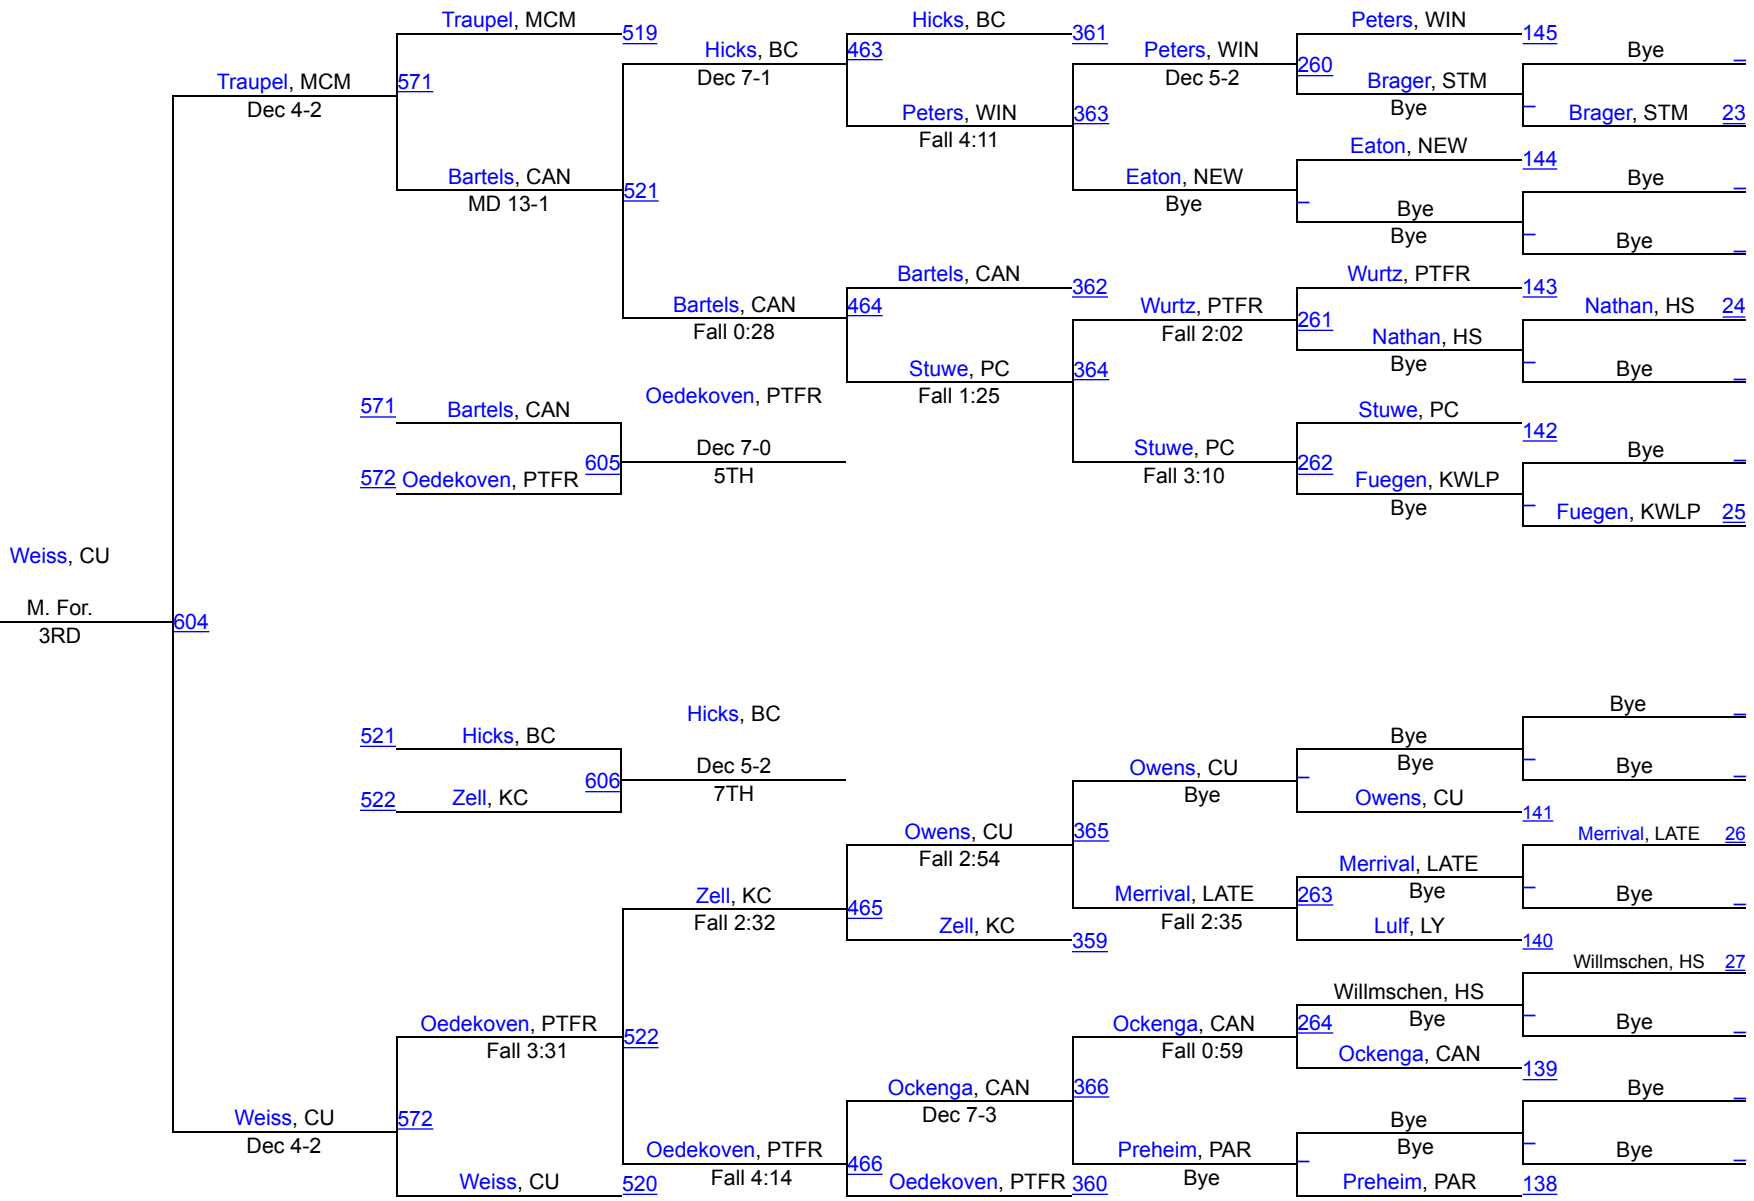 Traupel, MCM
519
Hicks, BC
361
Peters, WIN
145
Bye
Hicks, BC
463
Dec 7-1
Peters, WIN
Dec 5-2
260
Brager, STM
Bye
Traupel, MCM
571
Dec 4-2
Peters, WIN
363
Fall 4:11
Brager, STM 23
Eaton, NEW
144
Bartels, CAN
521
MD 13-1
Eaton, NEW
Bye
Bye
Bye
Bye
Bye
Bartels, CAN
362
Wurtz, PTFR
143
Bartels, CAN
464
Fall 0:28
Wurtz, PTFR
261
Fall 2:02
Nathan, HS 24
Nathan, HS
Bye
Bye
Stuwe, PC
364
Fall 1:25
Oedekoven, PTFR
571 Bartels, CAN
Stuwe, PC
142
Dec 7-0
5TH
605
572 Oedekoven, PTFR
Stuwe, PC
262
Fall 3:10
Bye
Fuegen, KWLP
Bye
Fuegen, KWLP 25
Weiss, CU
M. For.
3RD
604
Bye
Hicks, BC
521 Hicks, BC
Bye
Bye
Dec 5-2
7TH
606
522 Zell, KC
Owens, CU
Bye
Bye
Owens, CU
141
Owens, CU
365
Fall 2:54
Merrival, LATE 26
Merrival, LATE
Bye
Zell, KC
465
Fall 2:32
Merrival, LATE
263
Fall 2:35
Bye
Zell, KC
359
Lulf, LY
140
Willmschen, HS 27
Willmschen, HS
Bye
Oedekoven, PTFR
522
Fall 3:31
Ockenga, CAN
264
Fall 0:59
Bye
Ockenga, CAN
139
Ockenga, CAN
366
Dec 7-3
Bye
Weiss, CU
572
Dec 4-2
Bye
Bye
Oedekoven, PTFR
466
Fall 4:14
Preheim, PAR
Bye
Bye
Weiss, CU
520
Oedekoven, PTFR 360
Preheim, PAR
138